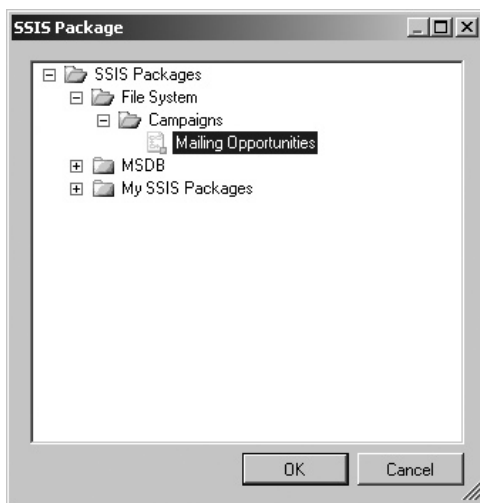 SSIS Package
SSIS Packages
File System
Campaigns
Mailing Opportunities
MSDB
My SSIS Packages
OK
Cancel